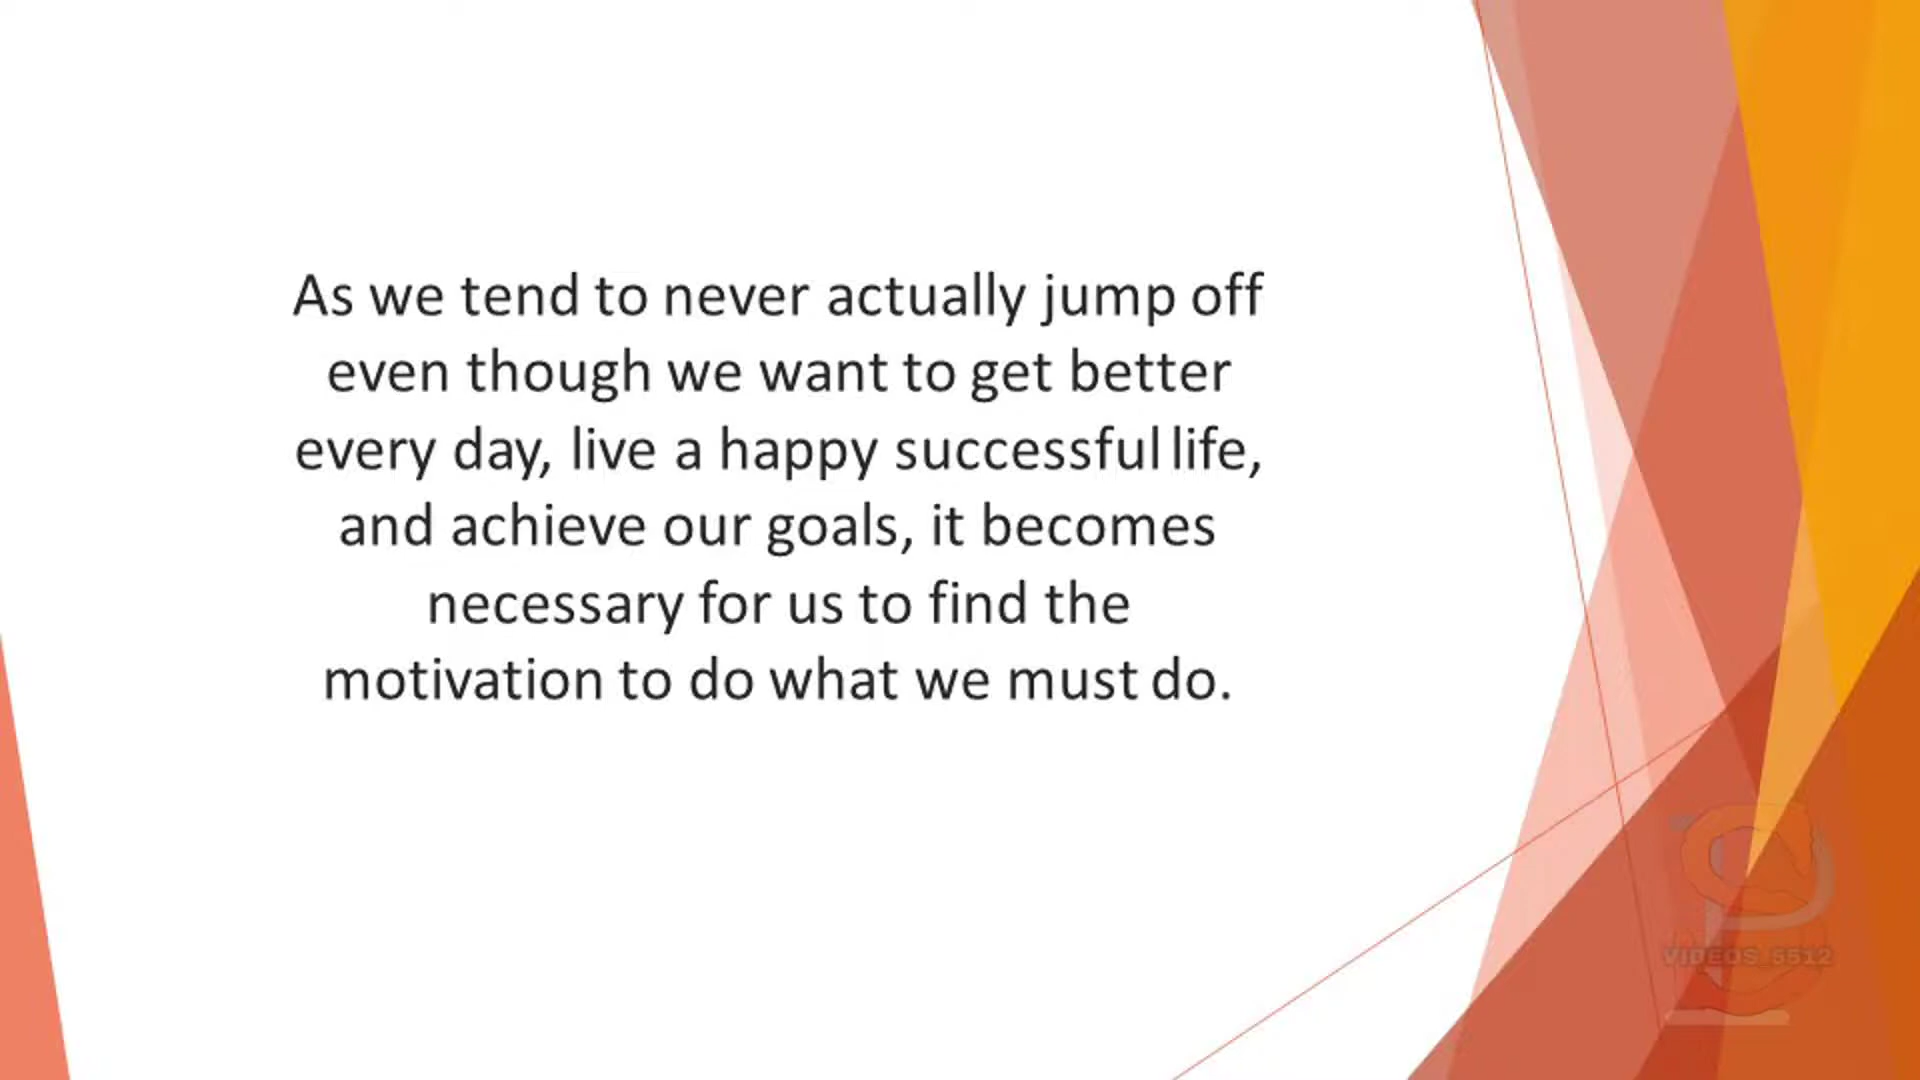 As we tend to never actually jump off
even though we want to get better
every day, live a happy successful life,
and achieve our goals, it becomes
necessary for us to find the
motivation to do what we must do.
VIDEOS 5512